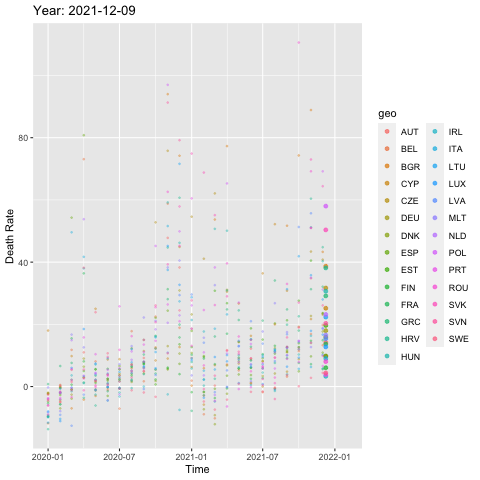 Year: 2021-12-09
Death Rate
80
40
0
2020-01
2020-07
2021-01
2021-07
2022-01
Time
geo
AUT
BEL
BGR
CYP
CZE
DEU
DNK
ESP
EST
FIN
FRA
GRC
HRV
HUN
IRL
ITA
LTU
LUX
LVA
MLT
NLD
POL
PRT
ROU
SVK
SVN
SWE